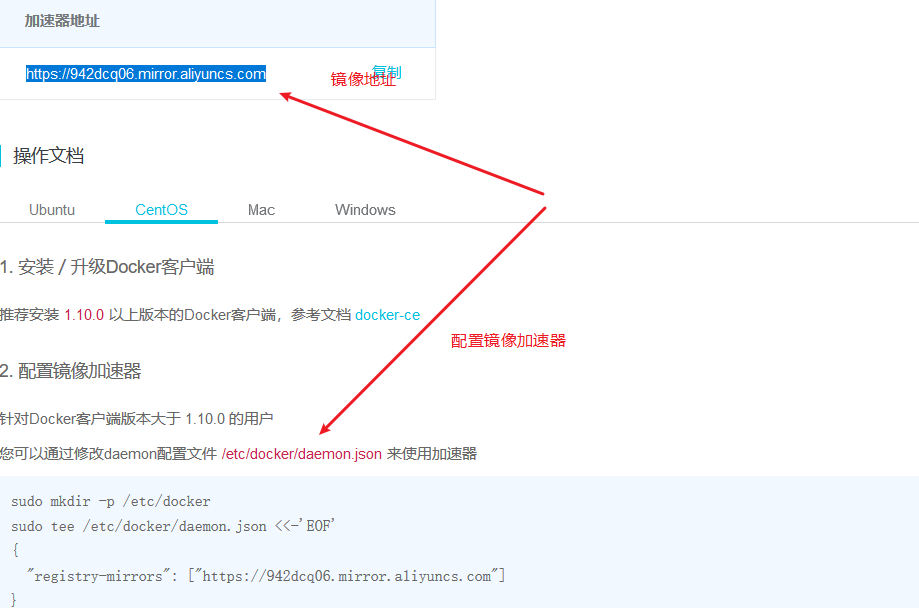 加速器地址
https://942dcq06.mirror.aliyuncs.com
复制
镜像地址
操作文档
Ubuntu CentOS Mac Windows
1. 安装 / 升级Docker客户端
推荐安装 1.10.0 以上版本的Docker客户端，参考文档 docker-ce
配置镜像加速器
2. 配置镜像加速器
针对Docker客户端版本大于 1.10.0 的用户
您可以通过修改daemon配置文件 /etc/docker/daemon.json 来使用加速器
sudo mkdir -p /etc/docker
sudo tee /etc/docker/daemon.json <<-'EOF'
{
"registry-mirrors": ["https://942dcq06.mirror.aliyuncs.com"]
}